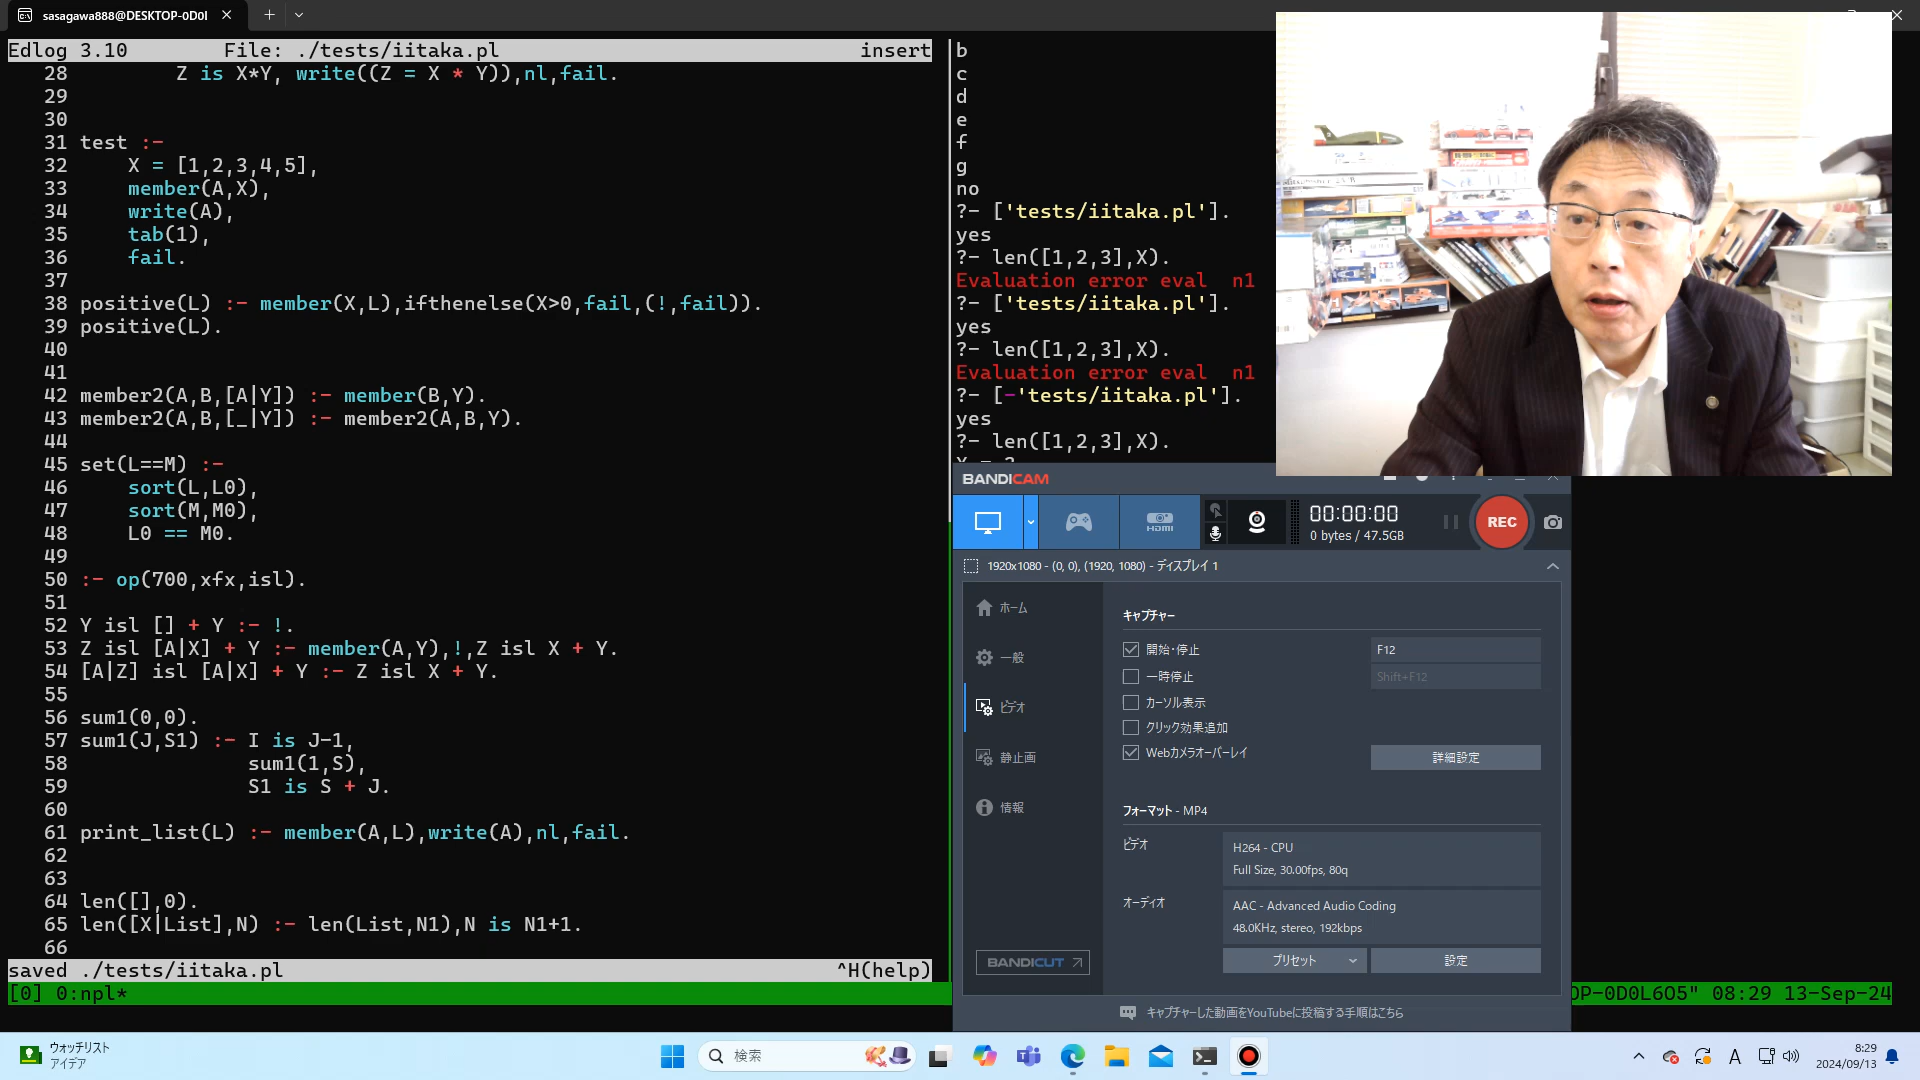 sasagawa888@DESKTOP-0D0l
Edlog 3.10 File: ./tests/iitaka.pl insert
28 Z is X*Y, write((Z = X * Y)),nl,fail.
29
30
31 test :-
32 X = [1,2,3,4,5],
33 member(A,X),
34 write(A),
35 tab(1),
36 fail.
37
38 positive(L) :- member(X,L),ifthenelse(X>0,fail,(!,fail)).
39 positive(L).
40
41
42 member2(A,B,[A|Y]) :- member(B,Y).
43 member2(A,B,[_|Y]) :- member2(A,B,Y).
44
45 set(L==M) :-
46 sort(L,L0),
47 sort(M,M0),
48 L0 == M0.
49
50 :- op(700,xfx,isl).
51
52 Y isl [] + Y :- !.
53 Z isl [A|X] + Y :- member(A,Y),!,Z isl X + Y.
54 [A|Z] isl [A|X] + Y :- Z isl X + Y.
55
56 sum1(0,0).
57 sum1(J,S1) :- I is J-1,
58 sum1(1,S),
59 S1 is S + J.
60
61 print_list(L) :- member(A,L),write(A),nl,fail.
62
63
64 len([],0).
65 len([X|List],N) :- len(List,N1),N is N1+1.
66
saved ./tests/iitaka.pl ^H(help)
[0] 0:npl*
b
c
d
e
f
g
no
?- ['tests/iitaka.pl'].
yes
?- len([1,2,3],X).
Evaluation error eval n1
?- ['tests/iitaka.pl'].
yes
?- len([1,2,3],X).
Evaluation error eval n1
?- [-'tests/iitaka.pl'].
yes
?- len([1,2,3],X).
BANDICAM
HDMI
00:00:00
0 bytes / 47.5GB
REC
1920x1080 - (0, 0), (1920, 1080) - ディスプレイ 1
ホーム
一般
ビデオ
静止画
情報
BANDICUT
キャプチャー
開始・停止 F12
一時停止 Shift+F12
カーソル表示
クリック効果追加
Webカメラオーバーレイ
詳細設定
フォーマット - MP4
ビデオ
H264 - CPU
Full Size, 30.00fps, 80q
オーディオ
AAC - Advanced Audio Coding
48.0KHz, stereo, 192kbps
プリセット
設定
キャプチャーした動画をYouTubeに投稿する手順はこちら
OP-0D0L6O5" 08:29 13-Sep-24
ウォッチリスト
アイデア
検索
A
8:29
2024/09/13